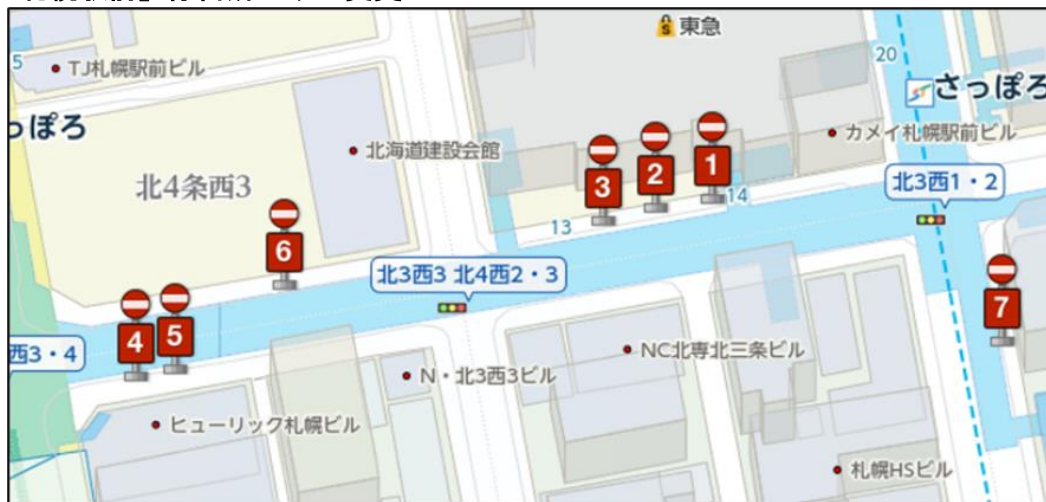 東急
5
TJ札幌駅前ビル
20
さっぽろ
っぽろ
カメイ札幌駅前ビル
北海道建設会館
1
2
3
北3西1・2
北4条西3
14
13
6
北3西3 北4西2・3
7
4
5
西3・4
NC北専北三条ビル
N・北3西3ビル
ヒューリック札幌ビル
札幌HSビル